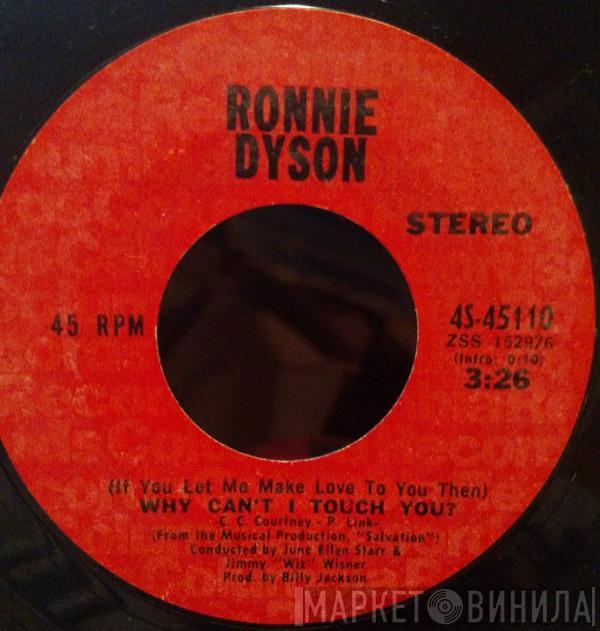 RONNIE
DYSON
STEREO
45 RPM
4S-45110
ZSS 152976
(Intro 0:10)
3:26
(If You Let Me Make Love To You Then)
WHY CAN'T I TOUCH YOU?
-C. C. Courtney - P. Link-
(From the Musical Production, "Salvation")
Conducted by June Ellen Starr &
Jimmy "Wiz" Wisner
Prod. by Billy Jackson
МАРКЕТ ВИНИЛА